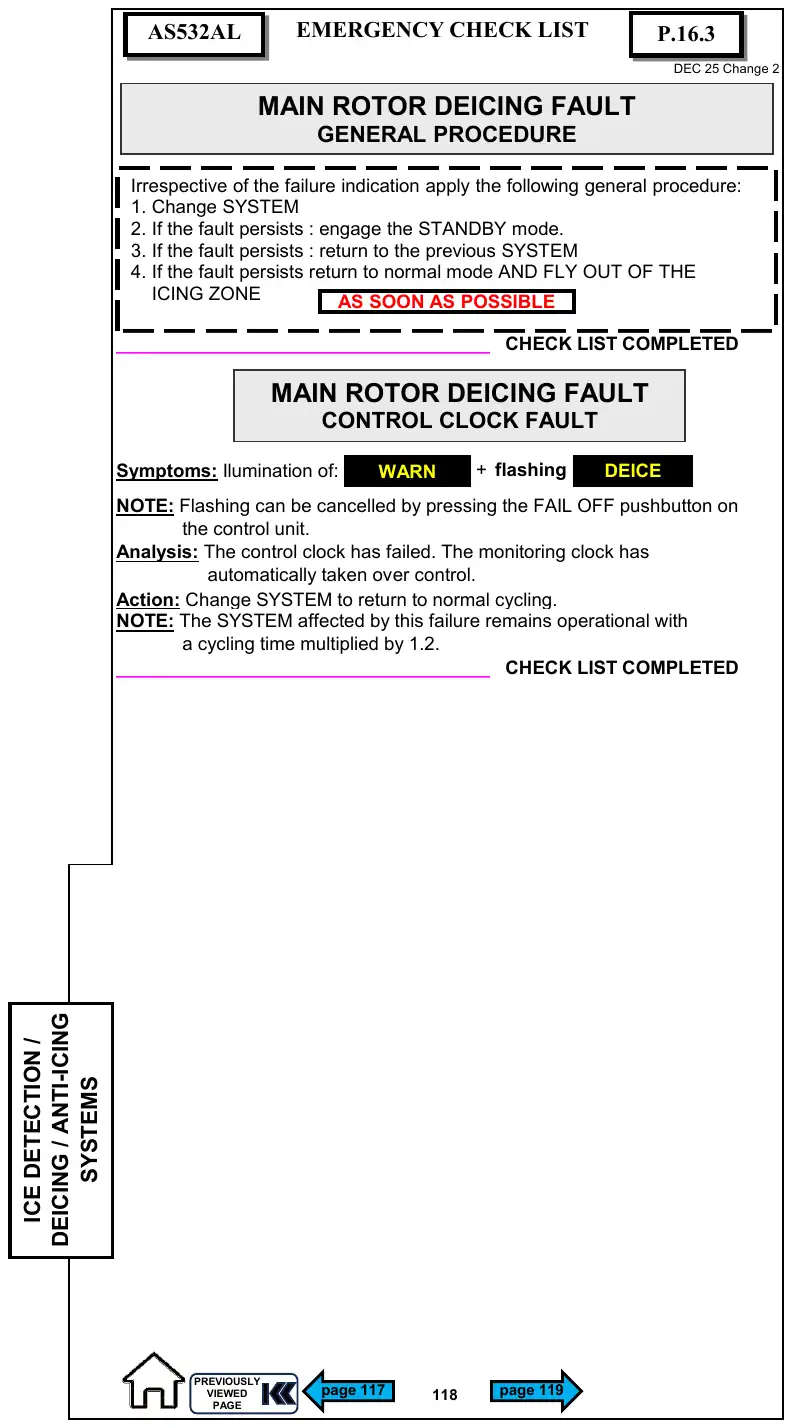 AS532AL
EMERGENCY CHECK LIST
P.16.3
DEC 25 Change 2
MAIN ROTOR DEICING FAULT
GENERAL PROCEDURE
Irrespective of the failure indication apply the following general procedure:
1. Change SYSTEM
2. If the fault persists : engage the STANDBY mode.
3. If the fault persists : return to the previous SYSTEM
4. If the fault persists return to normal mode AND FLY OUT OF THE
ICING ZONE
AS SOON AS POSSIBLE
CHECK LIST COMPLETED
MAIN ROTOR DEICING FAULT
CONTROL CLOCK FAULT
Symptoms: Ilumination of: WARN + flashing DEICE
NOTE: Flashing can be cancelled by pressing the FAIL OFF pushbutton on
the control unit.
Analysis: The control clock has failed. The monitoring clock has
automatically taken over control.
Action: Change SYSTEM to return to normal cycling.
NOTE: The SYSTEM affected by this failure remains operational with
a cycling time multiplied by 1.2.
CHECK LIST COMPLETED
ICE DETECTION /
DEICING / ANTI-ICING
SYSTEMS
PREVIOUSLY
VIEWED
PAGE
page 117
118
page 119